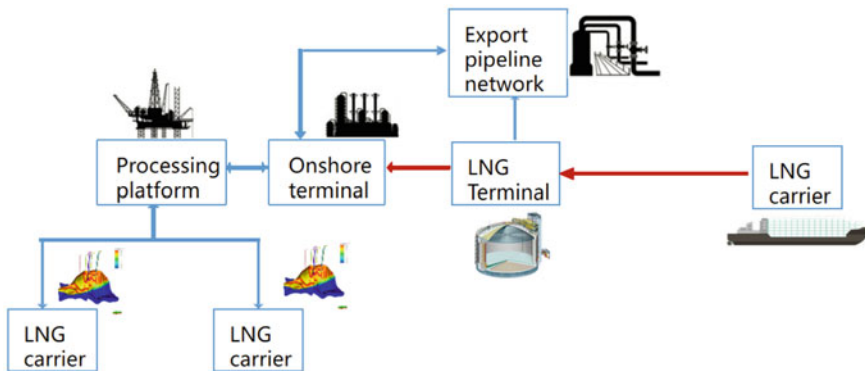 Export
pipeline
network
Processing
platform
Onshore
terminal
LNG
Terminal
LNG
carrier
LNG
carrier
LNG
carrier